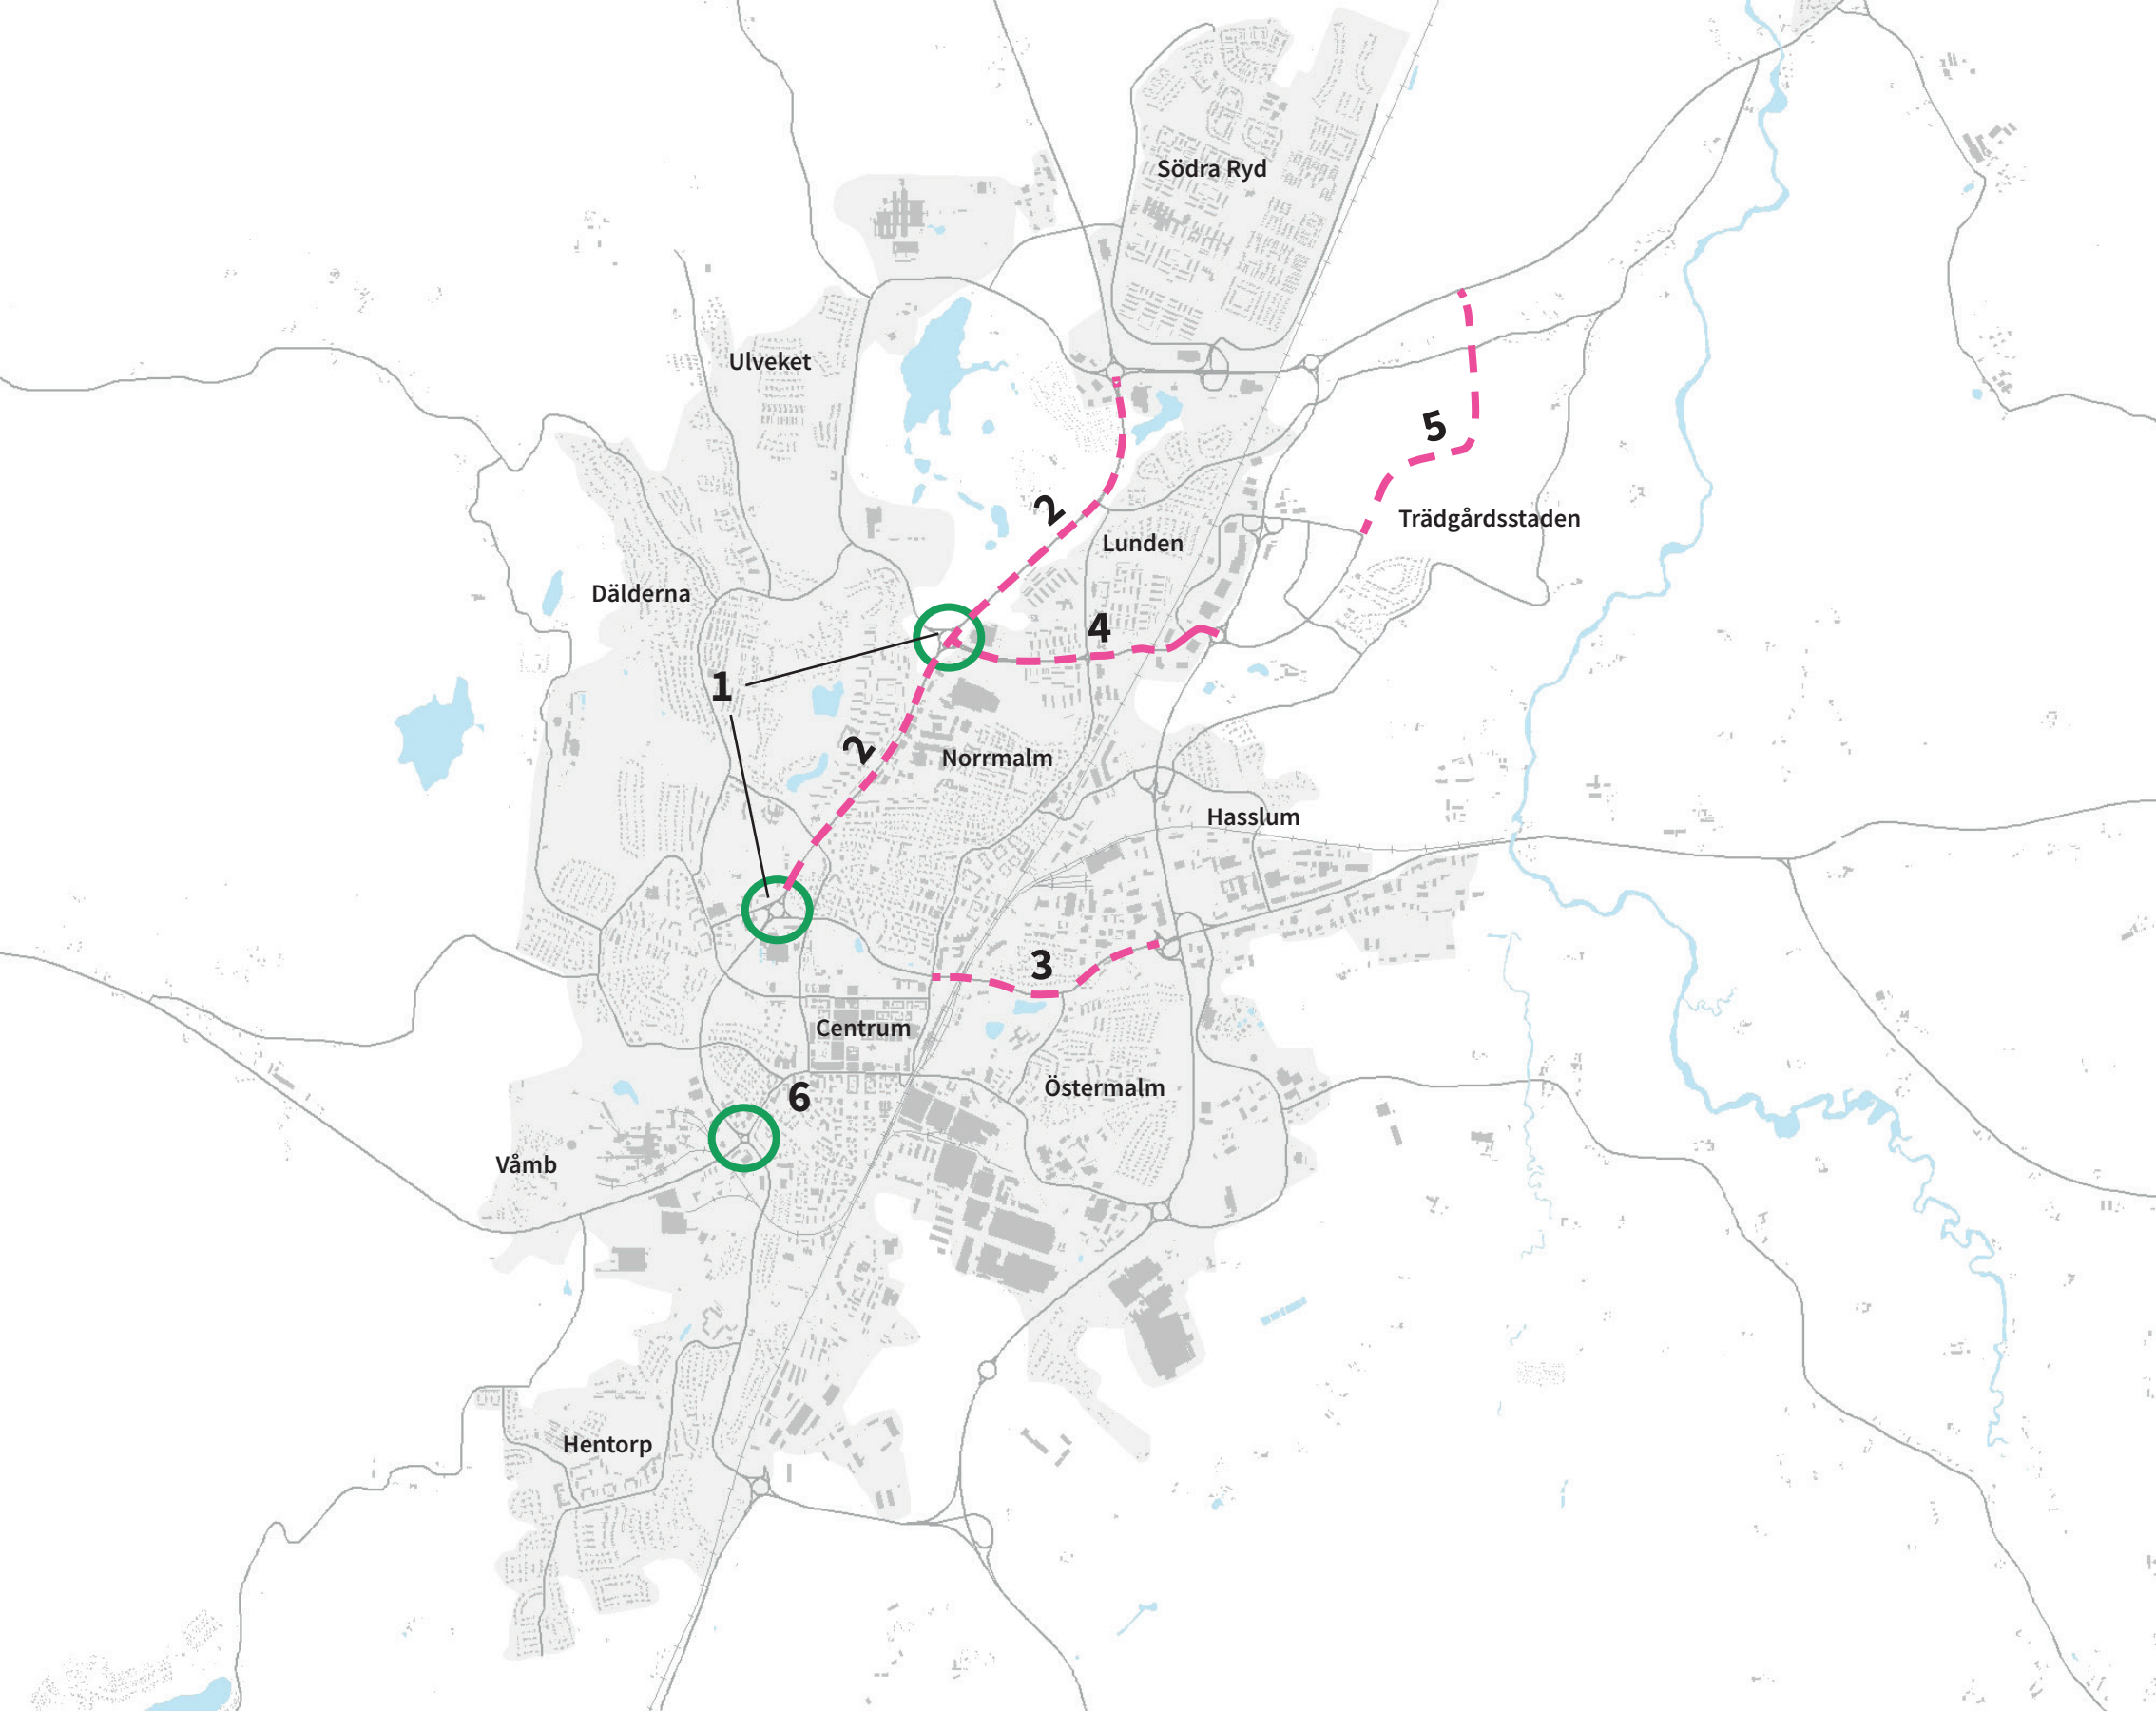 Södra Ryd
Ulveket
5
2
Trädgårdsstaden
Lunden
Dälderna
4
1
2
Norrmalm
Hasslum
3
Centrum
Östermalm
6
Våmb
Hentorp